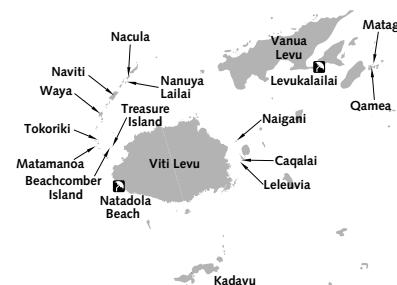 Nacula
Vanua
Levu
Matag
Naviti
Nanuya
Lailai
Levukalailai
Waya
Treasure
Island
Qamea
Tokoriki
Naigani
Matamanoa
Viti Levu
Caqalai
Beachcomber
Island
Leleuvia
Natadola
Beach
Kadavu